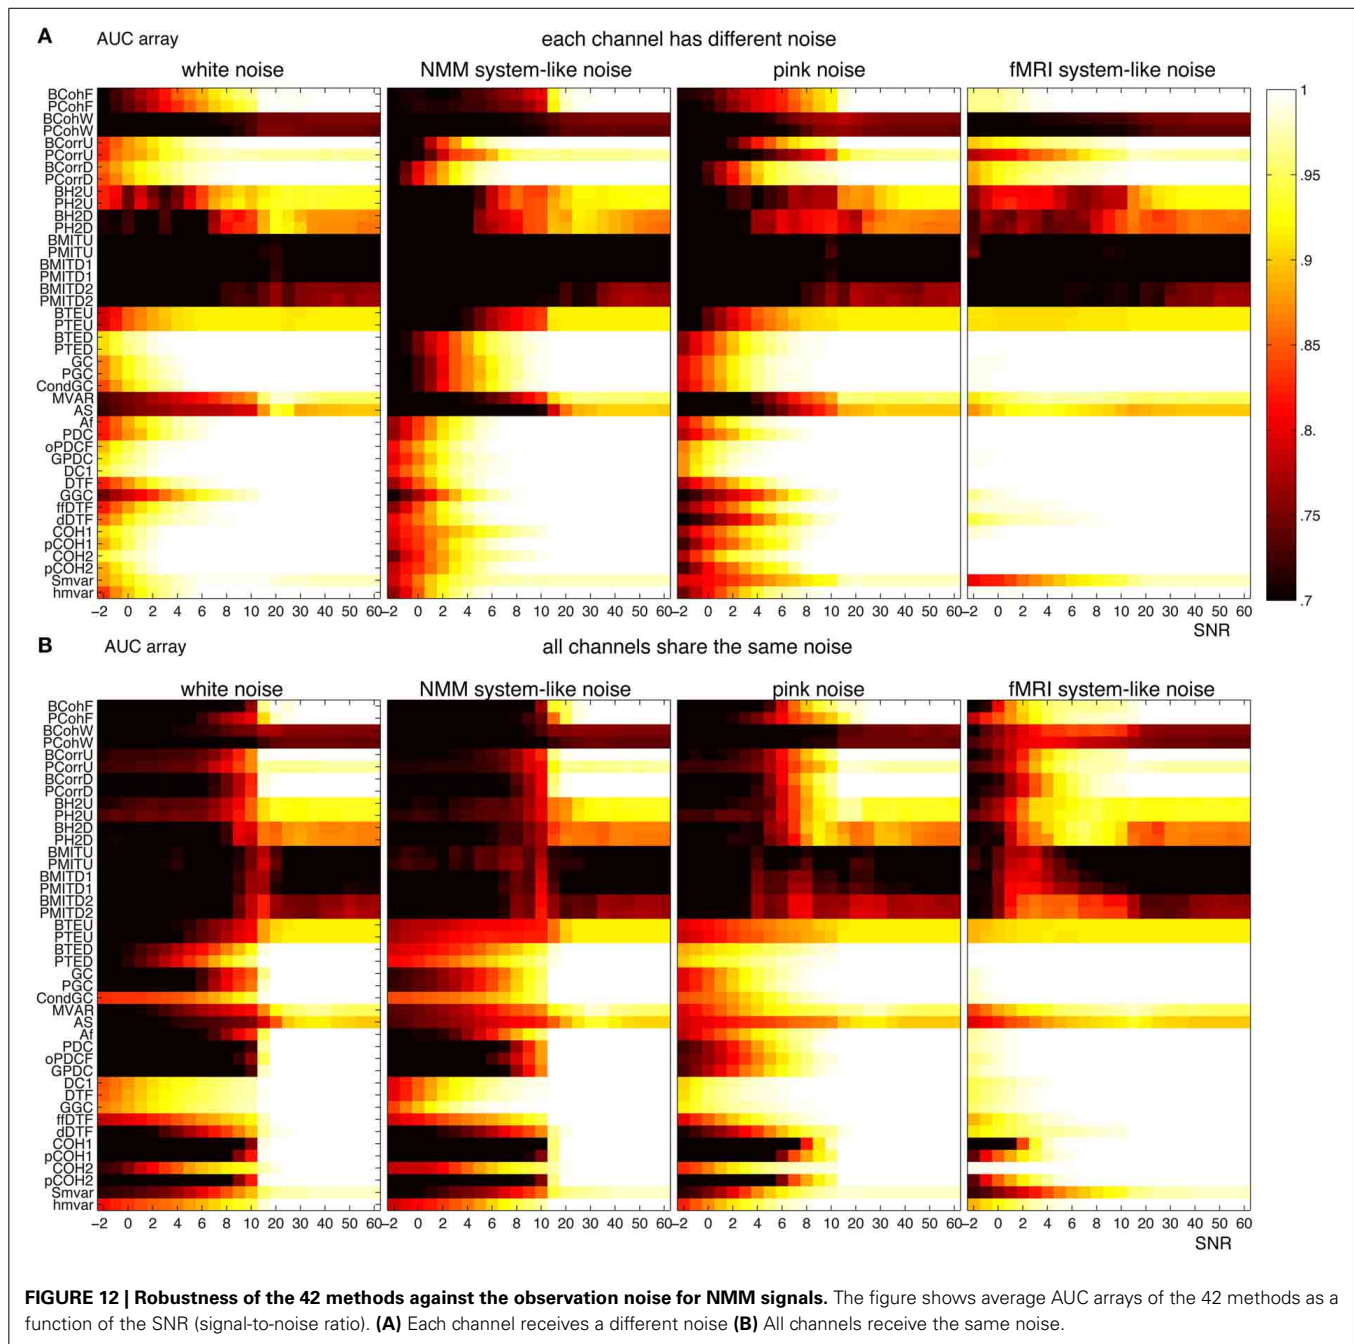 A AUC array each channel has different noise
white noise NMM system-like noise pink noise fMRI system-like noise
BCohF
PCohF
BCohW
PCohW
BCorrU
PCorrU
BCorrD
PCorrD
BH2U
PH2U
BH2D
PH2D
BMITU
PMITU
BMITD1
PMITD1
BMITD2
PMITD2
BTEU
PTEU
BTED
PTED
GC
PGC
CondGC
MVAR
AS
Af
PDC
oPDCF
GPDC
DC1
DTF
GGC
ffDTF
dDTF
COH1
pCOH1
COH2
pCOH2
Smvar
hmvar
1
.95
.9
.85
.8.
.75
.7
-2 0 2 4 6 8 10 20 30 40 50 60 -2 0 2 4 6 8 10 20 30 40 50 60 -2 0 2 4 6 8 10 20 30 40 50 60 -2 0 2 4 6 8 10 20 30 40 50 60
SNR
B AUC array all channels share the same noise
white noise NMM system-like noise pink noise fMRI system-like noise
BCohF
PCohF
BCohW
PCohW
BCorrU
PCorrU
BCorrD
PCorrD
BH2U
PH2U
BH2D
PH2D
BMITU
PMITU
BMITD1
PMITD1
BMITD2
PMITD2
BTEU
PTEU
BTED
PTED
GC
PGC
CondGC
MVAR
AS
Af
PDC
oPDCF
GPDC
DC1
DTF
GGC
ffDTF
dDTF
COH1
pCOH1
COH2
pCOH2
Smvar
hmvar
-2 0 2 4 6 8 10 20 30 40 50 60 -2 0 2 4 6 8 10 20 30 40 50 60 -2 0 2 4 6 8 10 20 30 40 50 60 -2 0 2 4 6 8 10 20 30 40 50 60
SNR
FIGURE 12 | Robustness of the 42 methods against the observation noise for NMM signals. The figure shows average AUC arrays of the 42 methods as a
function of the SNR (signal-to-noise ratio). (A) Each channel receives a different noise (B) All channels receive the same noise.